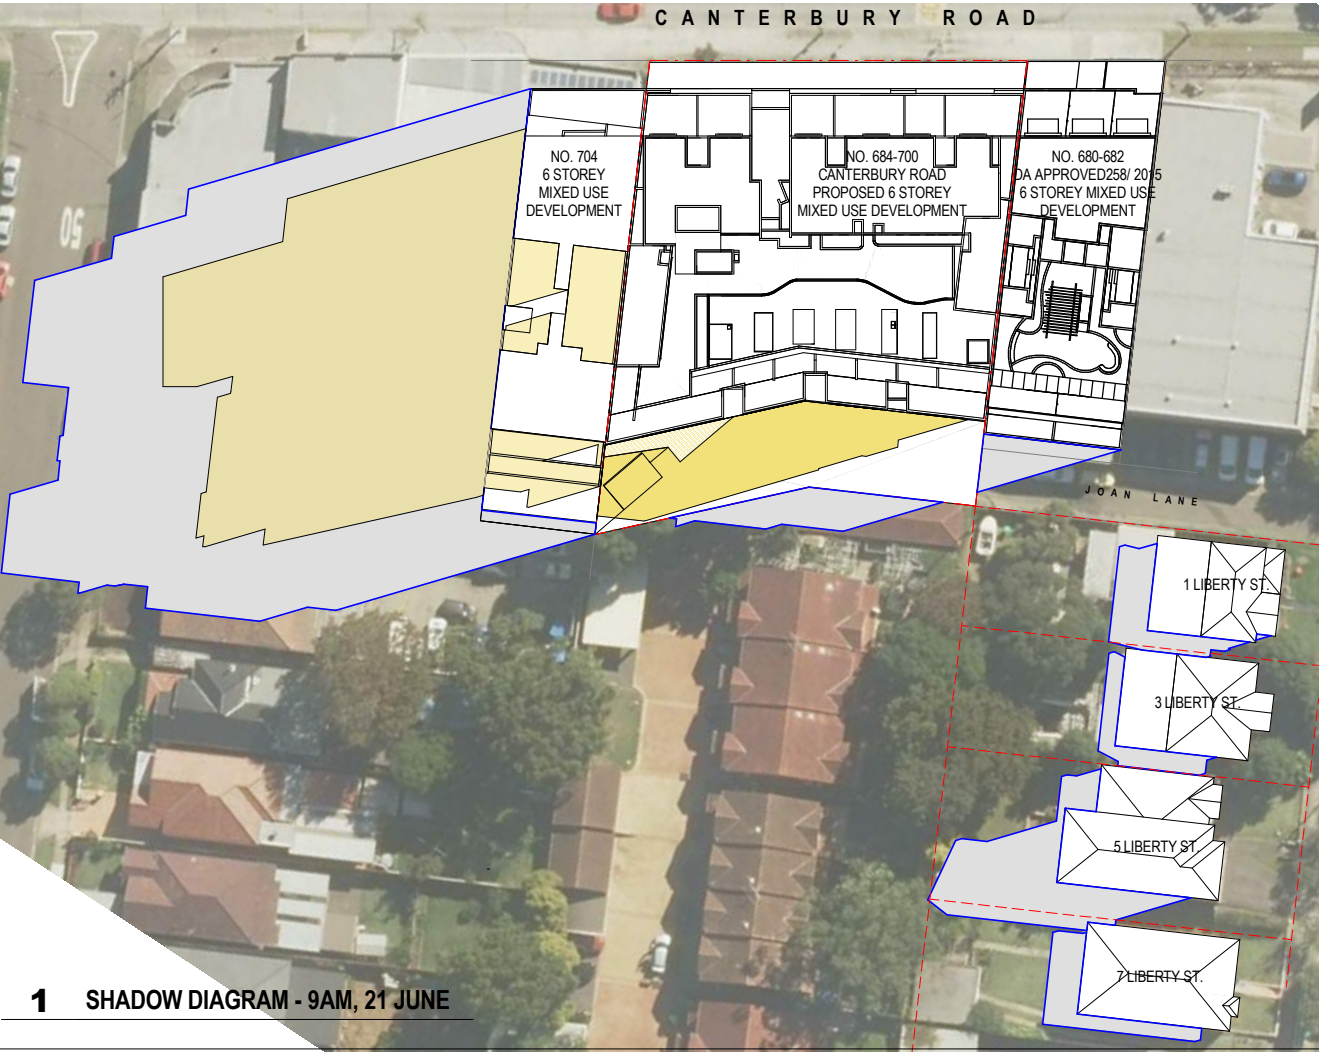 CANTERBURY ROAD
NO. 704
6 STOREY
MIXED USE
DEVELOPMENT
NO. 684-700
CANTERBURY ROAD
PROPOSED 6 STOREY
MIXED USE DEVELOPMENT
NO. 680-682
DA APPROVED258/ 2015
6 STOREY MIXED USE
DEVELOPMENT
50
JOAN LANE
1 LIBERTY ST.
3 LIBERTY ST.
5 LIBERTY ST.
7 LIBERTY ST.
1 SHADOW DIAGRAM - 9AM, 21 JUNE